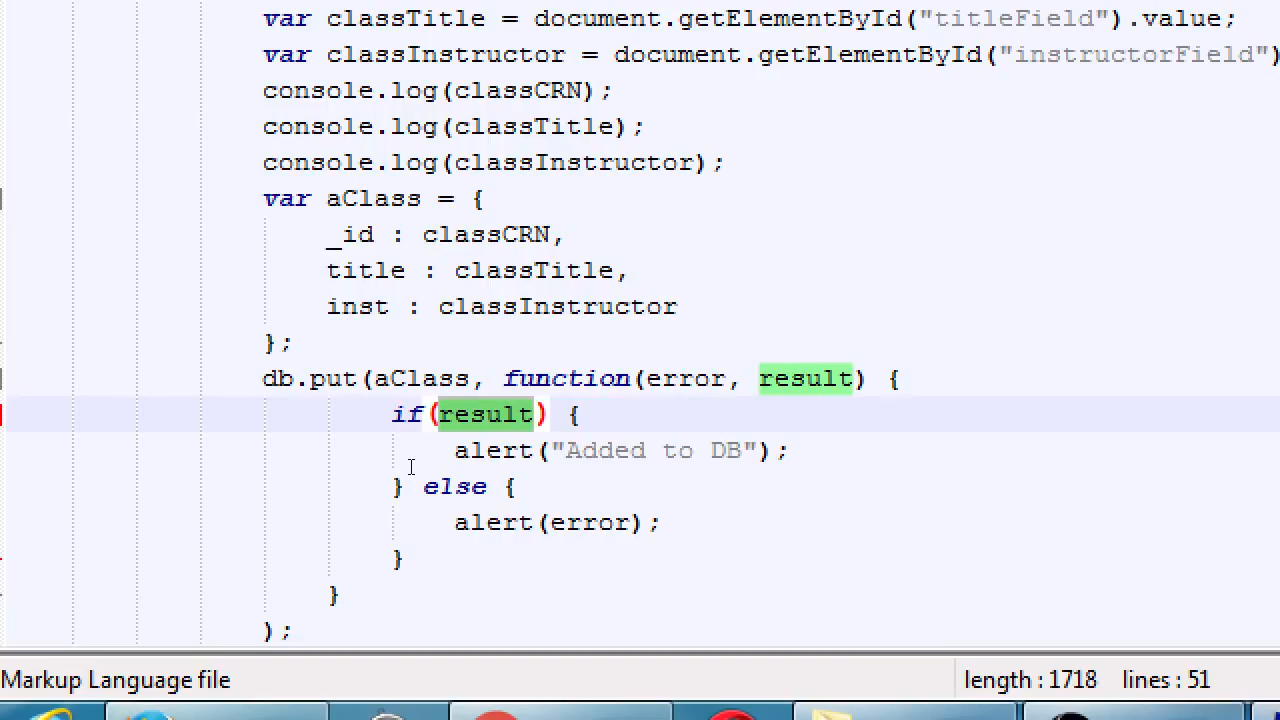 var classTitle = document.getElementById("titleField").value;
var classInstructor = document.getElementById("instructorField")
console.log(classCRN);
console.log(classTitle);
console.log(classInstructor);
var aClass = {
_id : classCRN,
title : classTitle,
inst : classInstructor
};
db.put(aClass, function(error, result) {
if(result) {
alert("Added to DB");
} else {
alert(error);
}
}
);
Markup Language file length : 1718 lines : 51